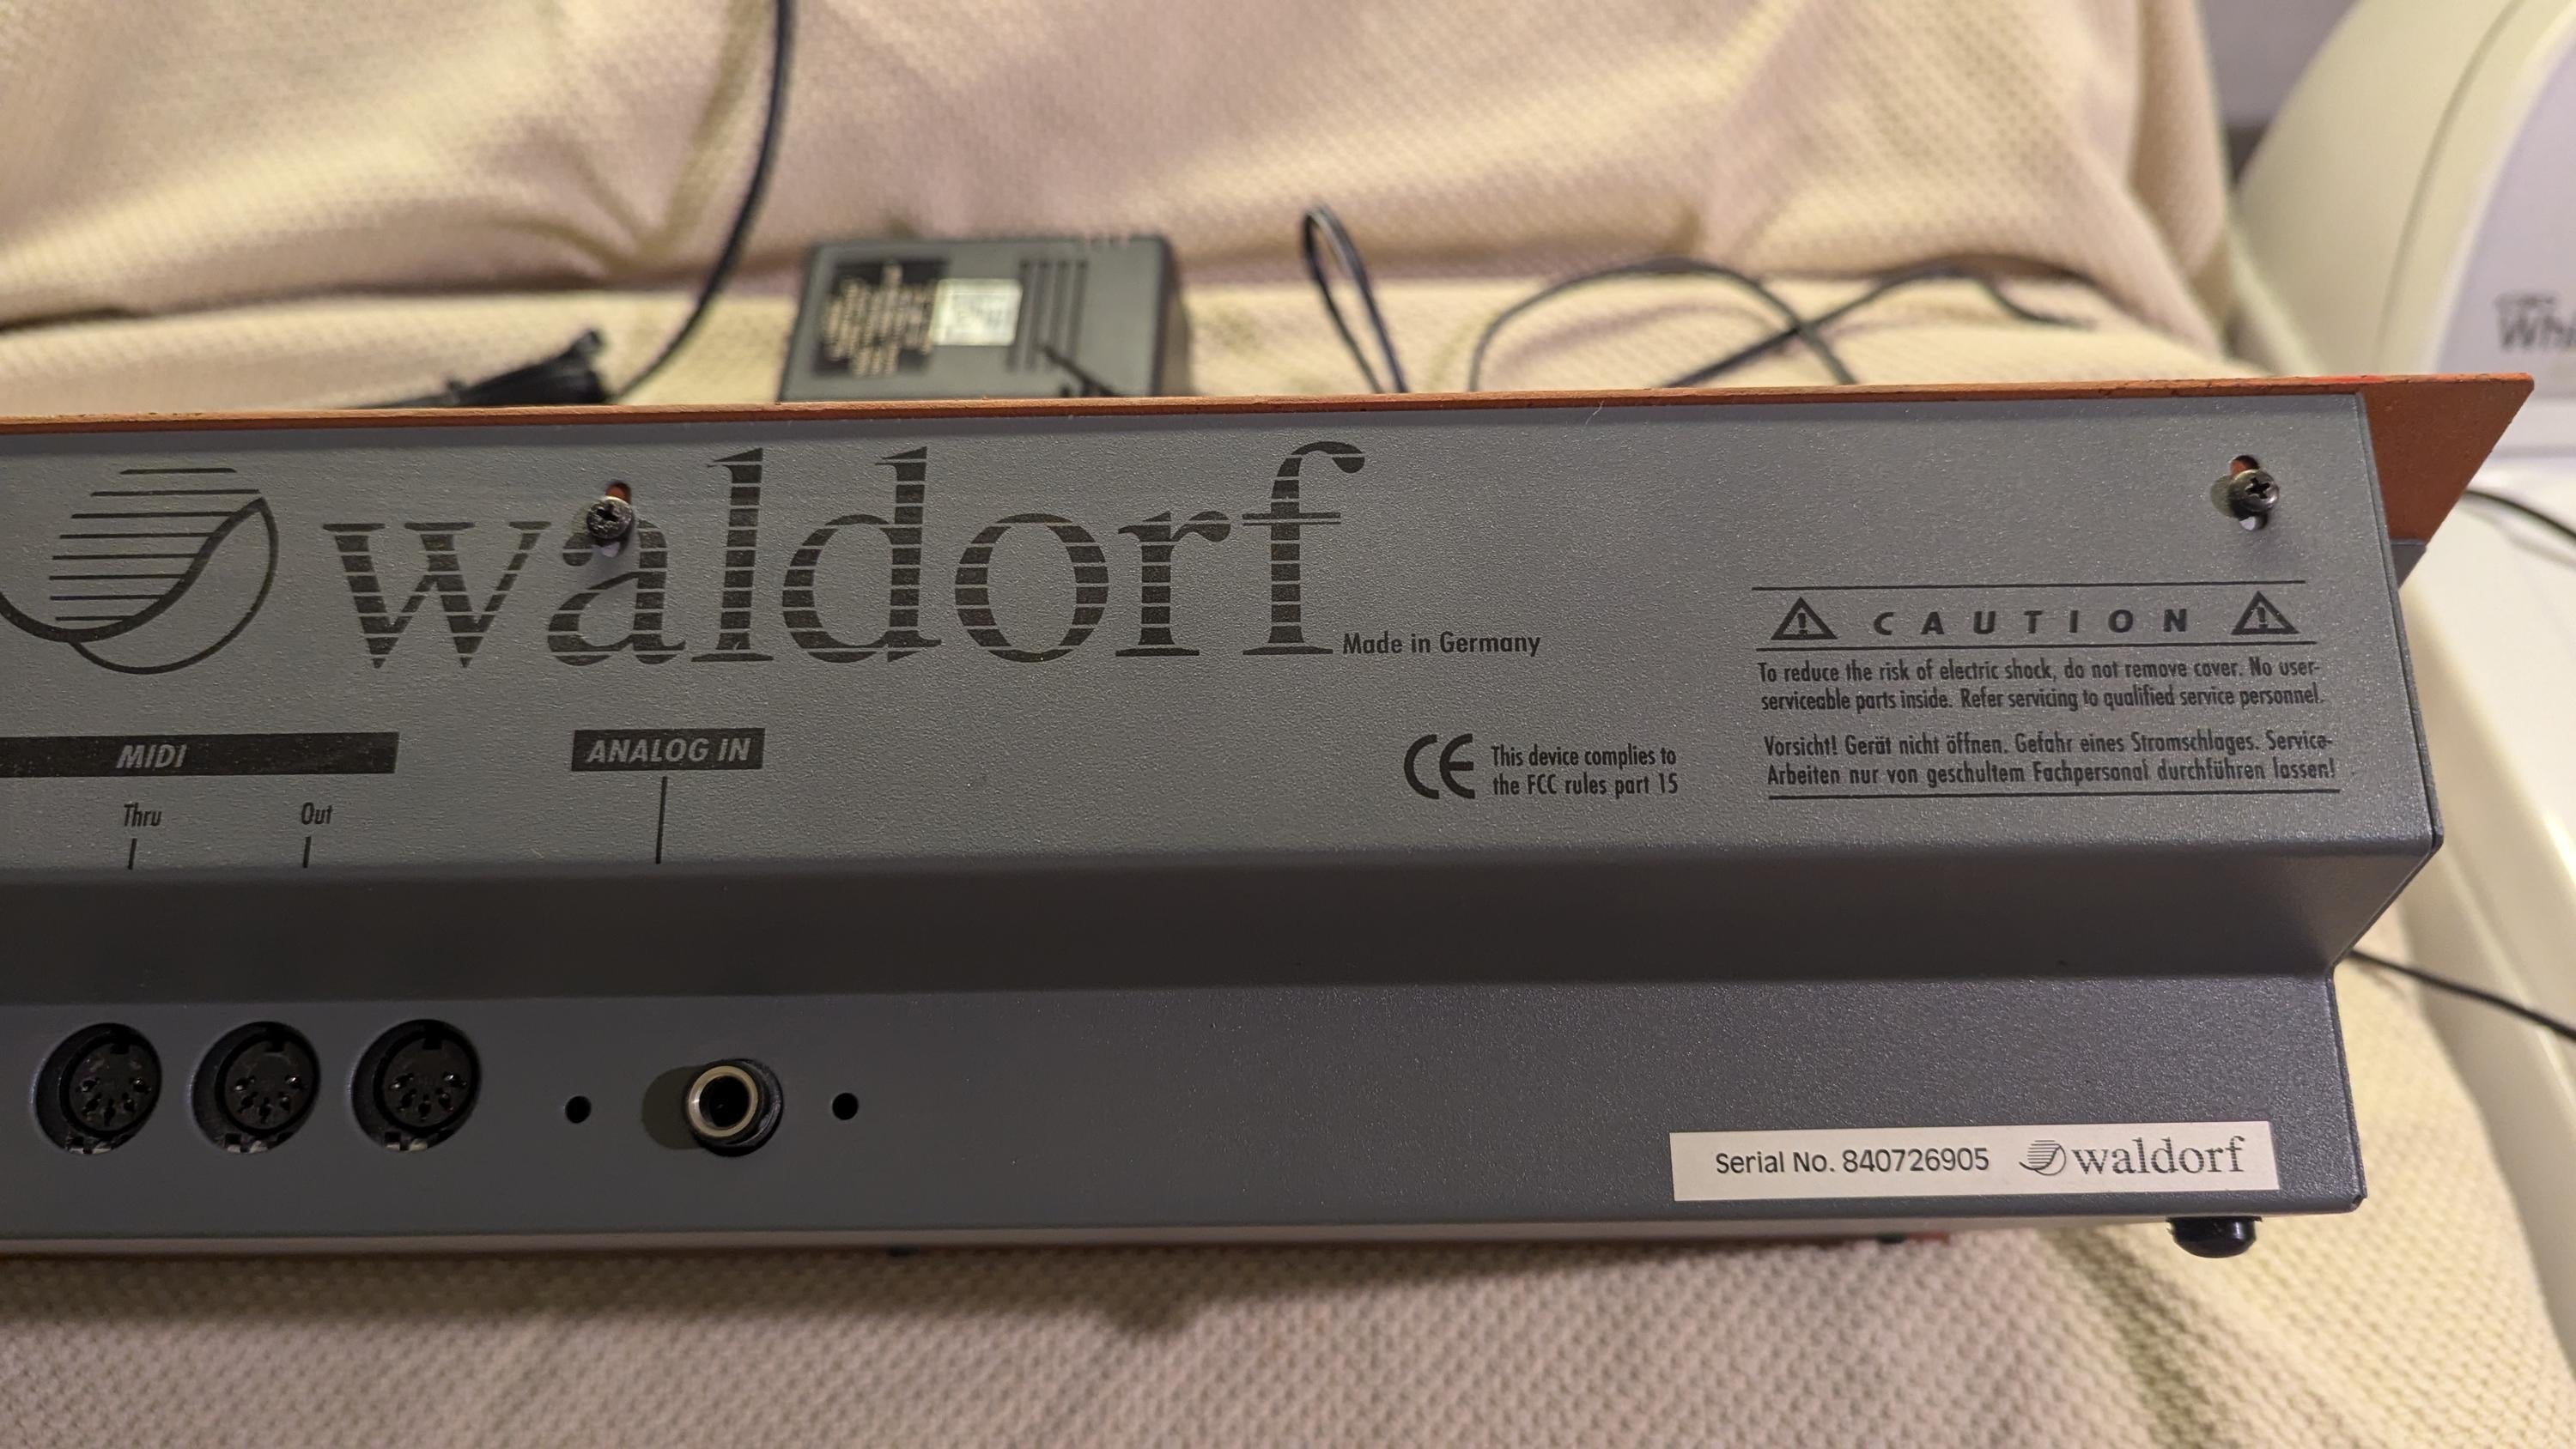 waldorf
Made in Germany
CAUTION
To reduce the risk of electric shock, do not remove cover. No user-
serviceable parts inside. Refer servicing to qualified service personnel.
Vorsicht! Gerät nicht öffnen. Gefahr eines Stromschlages. Service-
Arbeiten nur von geschultem Fachpersonal durchführen lassen!
MIDI
ANALOG IN
CE This device complies to
the FCC rules part 15
Thru
Out
Serial No. 840726905 waldorf